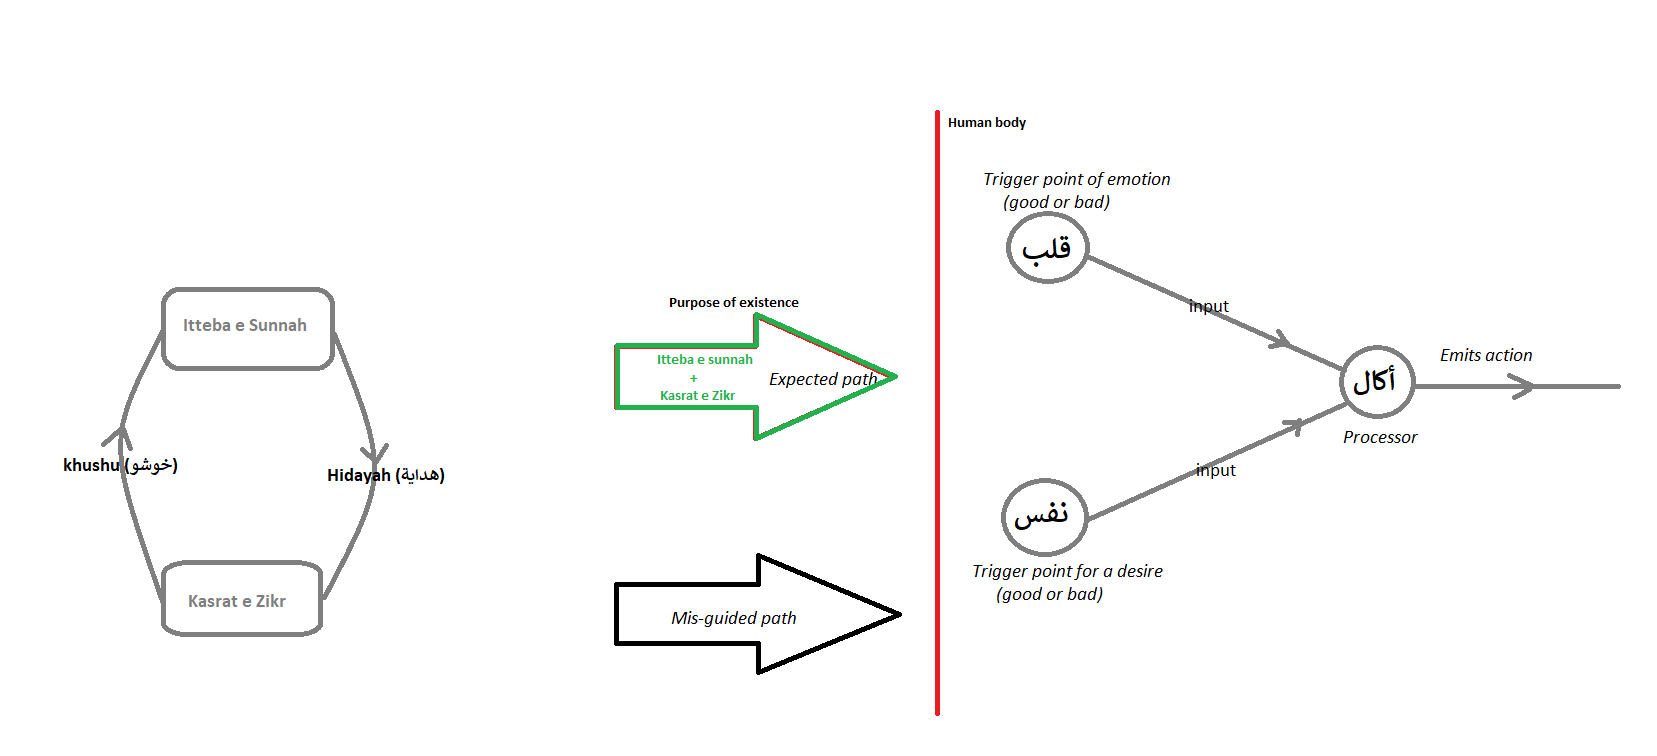 Itteba e Sunnah
khushu (خوشو)
Hidayah (هداية)
Kasrat e Zikr
Purpose of existence
Itteba e sunnah
+
Kasrat e Zikr
Expected path
Mis-guided path
Human body
Trigger point of emotion
(good or bad)
قلب
input
أكال
Emits action
Processor
input
نفس
Trigger point for a desire
(good or bad)